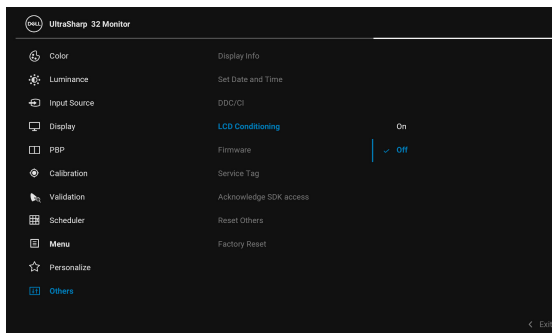 DELL UltraSharp 32 Monitor
Color Display Info
Luminance Set Date and Time
Input Source DDC/CI
Display LCD Conditioning On
PBP Firmware Off
Calibration Service Tag
Validation Acknowledge SDK access
Scheduler Reset Others
Menu Factory Reset
Personalize
Others
Exit